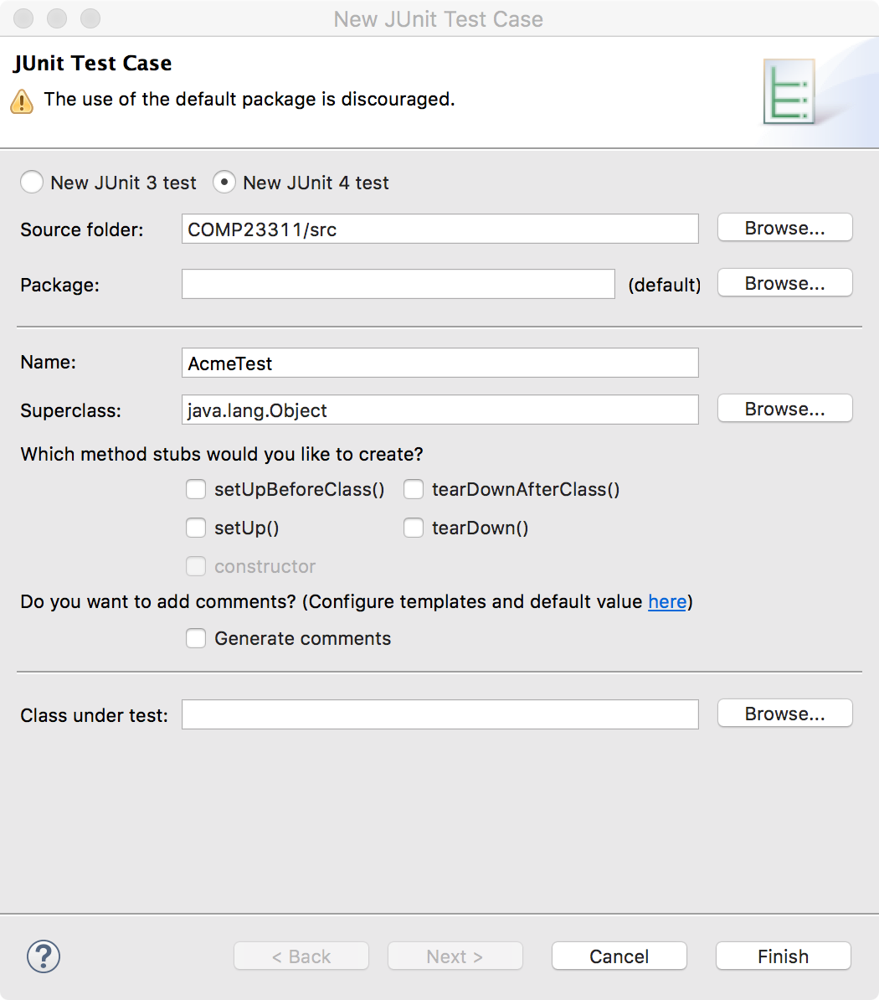 New JUnit Test Case
JUnit Test Case
The use of the default package is discouraged.
New JUnit 3 test New JUnit 4 test
Source folder: COMP23311/src Browse...
Package: (default) Browse...
Name: AcmeTest
Superclass: java.lang.Object Browse...
Which method stubs would you like to create?
setUpBeforeClass() tearDownAfterClass()
setUp() tearDown()
constructor
Do you want to add comments? (Configure templates and default value here)
Generate comments
Class under test: Browse...
? < Back Next > Cancel Finish